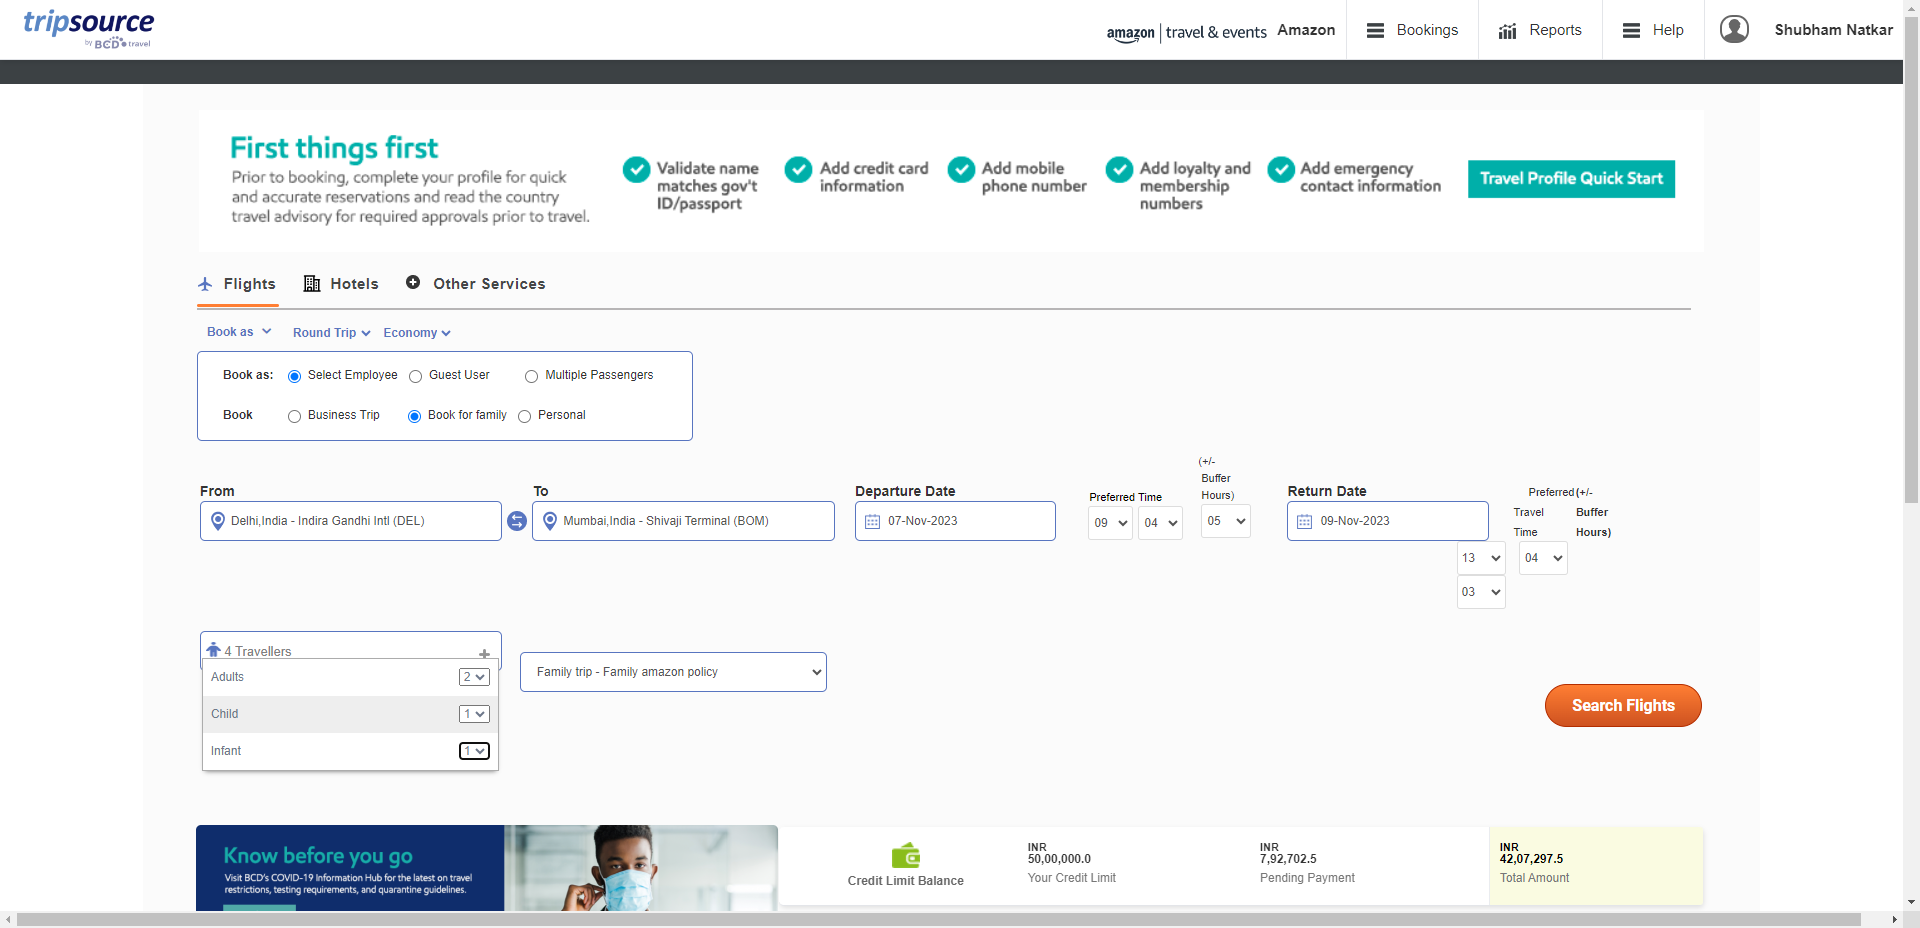 tripsource
by BCD travel
amazon | travel & events Amazon
Bookings
Reports
Help
Shubham Natkar
First things first
Prior to booking, complete your profile for quick
and accurate reservations and read the country
travel advisory for required approvals prior to travel.
Validate name
matches gov't
ID/passport
Add credit card
information
Add mobile
phone number
Add loyalty and
membership
numbers
Add emergency
contact information
Travel Profile Quick Start
Flights
Hotels
Other Services
Book as
Round Trip
Economy
Book as: Select Employee Guest User Multiple Passengers
Book Business Trip Book for family Personal
From
Delhi,India - Indira Gandhi Intl (DEL)
To
Mumbai,India - Shivaji Terminal (BOM)
Departure Date
07-Nov-2023
Preferred Time
09 04
(+/-
Buffer
Hours)
05
Return Date
09-Nov-2023
Preferred
Travel
Time
(+/-
Buffer
Hours)
13
04
03
4 Travellers
+
Adults 2
Child 1
Infant 1
Family trip - Family amazon policy
Search Flights
Know before you go
Visit BCD's COVID-19 Information Hub for the latest on travel
restrictions, testing requirements, and quarantine guidelines.
Credit Limit Balance
INR
50,00,000.0
Your Credit Limit
INR
7,92,702.5
Pending Payment
INR
42,07,297.5
Total Amount